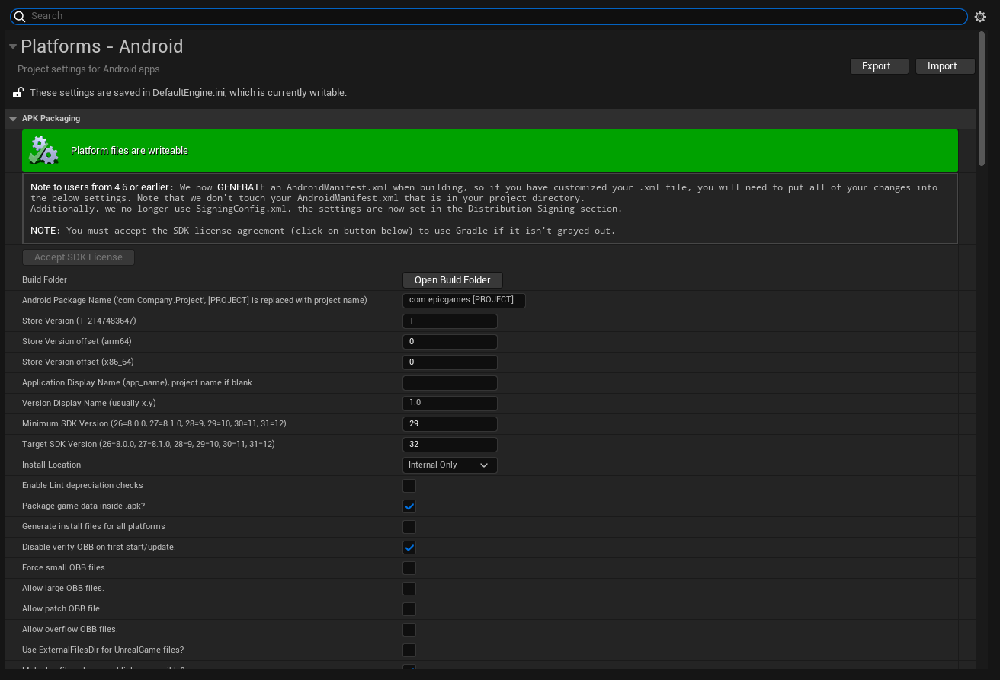 Search
Platforms - Android
Project settings for Android apps
Export...
Import...
These settings are saved in DefaultEngine.ini, which is currently writable.
APK Packaging
Platform files are writeable
Note to users from 4.6 or earlier: We now GENERATE an AndroidManifest.xml when building, so if you have customized your .xml file, you will need to put all of your changes into
the below settings. Note that we don't touch your AndroidManifest.xml that is in your project directory.
Additionally, we no longer use SigningConfig.xml, the settings are now set in the Distribution Signing section.
NOTE: You must accept the SDK license agreement (click on button below) to use Gradle if it isn't grayed out.
Accept SDK License
Build Folder
Open Build Folder
Android Package Name ('com.Company.Project', [PROJECT] is replaced with project name)
com.epicgames.[PROJECT]
Store Version (1-2147483647)
1
Store Version offset (arm64)
0
Store Version offset (x86_64)
0
Application Display Name (app_name), project name if blank
Version Display Name (usually x.y)
1.0
Minimum SDK Version (26=8.0.0, 27=8.1.0, 28=9, 29=10, 30=11, 31=12)
29
Target SDK Version (26=8.0.0, 27=8.1.0, 28=9, 29=10, 30=11, 31=12)
32
Install Location
Internal Only
Enable Lint depreciation checks
Package game data inside .apk?
Generate install files for all platforms
Disable verify OBB on first start/update.
Force small OBB files.
Allow large OBB files.
Allow patch OBB file.
Allow overflow OBB files.
Use ExternalFilesDir for UnrealGame files?